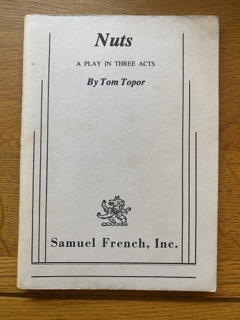 Nuts
A PLAY IN THREE ACTS
By Tom Topor
Samuel French, Inc.